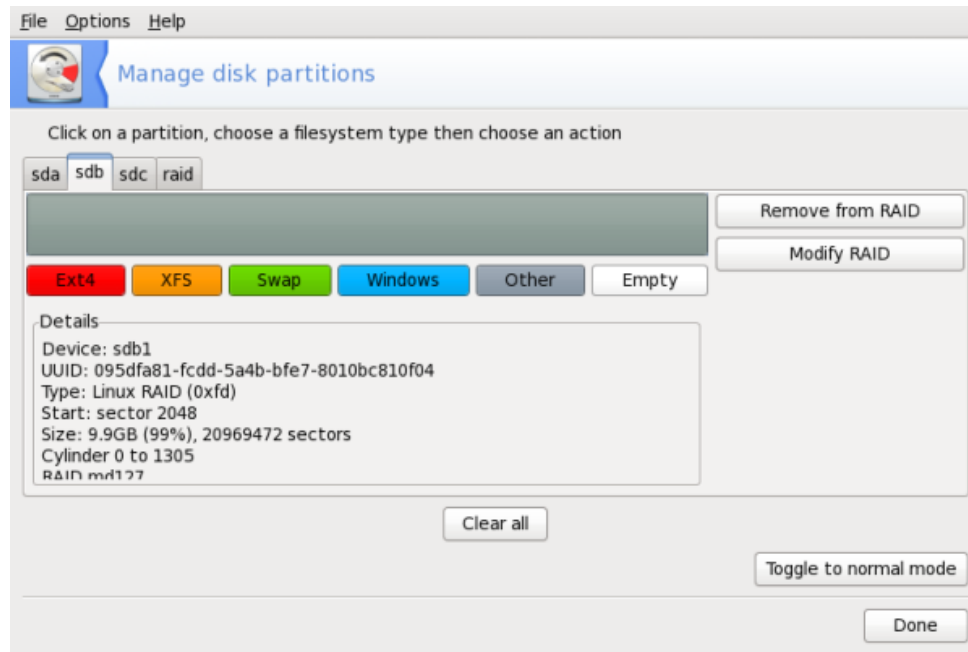 File Options Help
Manage disk partitions
Click on a partition, choose a filesystem type then choose an action
sda sdb sdc raid
Remove from RAID
Modify RAID
Ext4 XFS Swap Windows Other Empty
Details
Device: sdb1
UUID: 095dfa81-fcdd-5a4b-bfe7-8010bc810f04
Type: Linux RAID (0xfd)
Start: sector 2048
Size: 9.9GB (99%), 20969472 sectors
Cylinder 0 to 1305
RAID md127
Clear all
Toggle to normal mode
Done